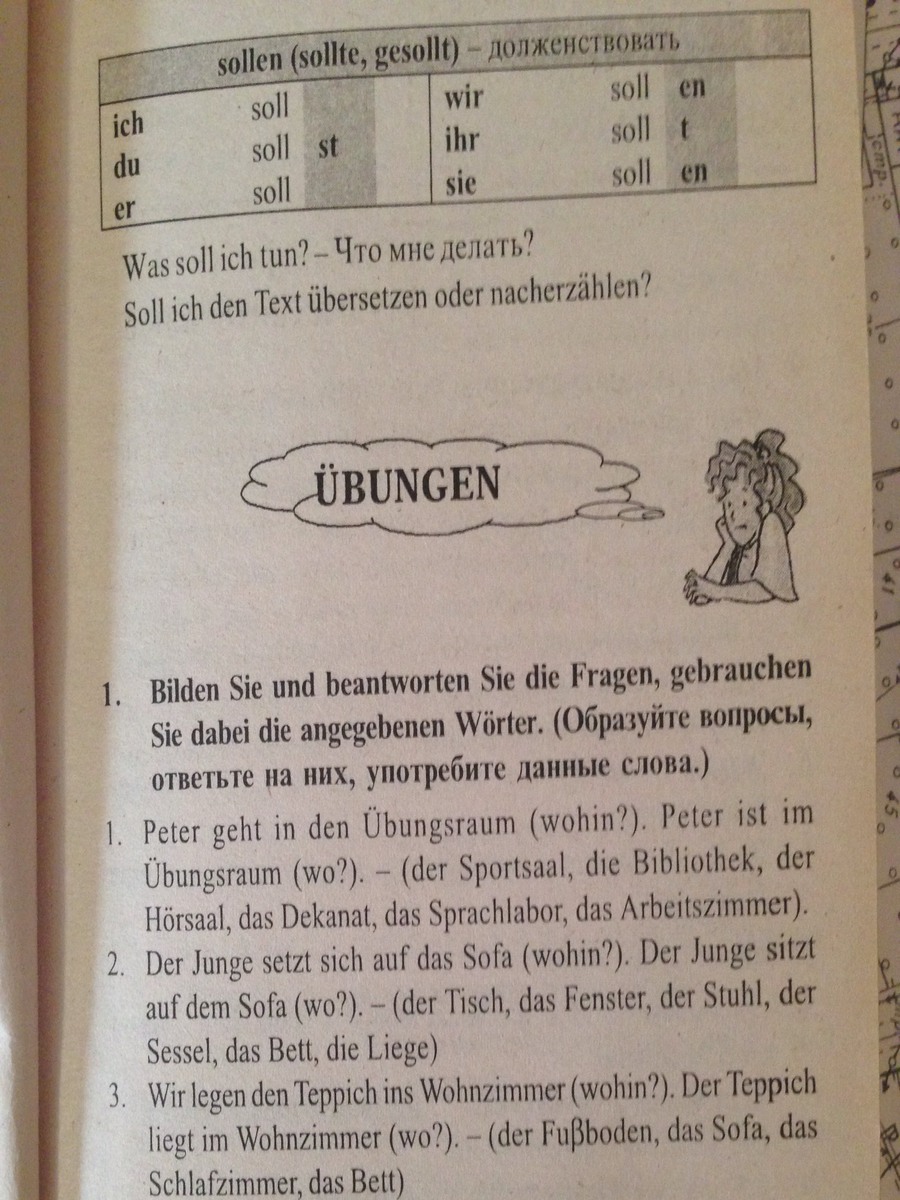 sollen (sollte, gesollt) – долженствовать
ich soll
du soll st
er soll
wir soll en
ihr soll t
sie soll en
Was soll ich tun? – Что мне делать?
Soll ich den Text übersetzen oder nacherzählen?
ÜBUNGEN
1. Bilden Sie und beantworten Sie die Fragen, gebrauchen
Sie dabei die angegebenen Wörter. (Образуйте вопросы,
ответьте на них, употребите данные слова.)
1. Peter geht in den Übungsraum (wohin?). Peter ist im
Übungsraum (wo?). – (der Sportsaal, die Bibliothek, der
Hörsaal, das Dekanat, das Sprachlabor, das Arbeitszimmer).
2. Der Junge setzt sich auf das Sofa (wohin?). Der Junge sitzt
auf dem Sofa (wo?). – (der Tisch, das Fenster, der Stuhl, der
Sessel, das Bett, die Liege)
3. Wir legen den Teppich ins Wohnzimmer (wohin?). Der Teppich
liegt im Wohnzimmer (wo?). – (der Fußboden, das Sofa, das
Schlafzimmer, das Bett)
temp.
41
45